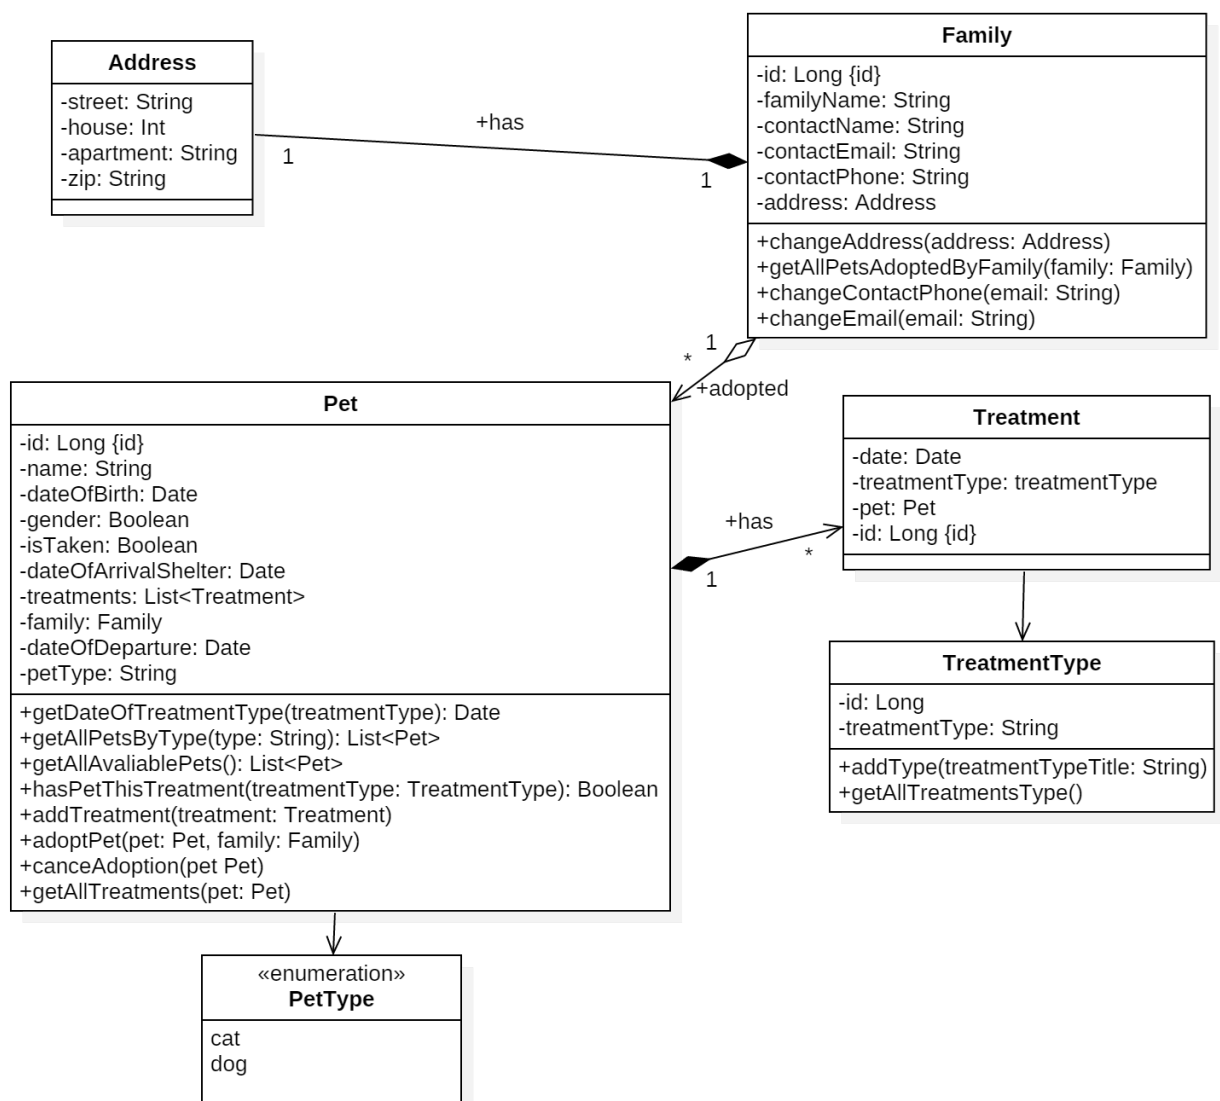 Address
-street: String
-house: Int
-apartment: String
-zip: String
+has
1
1
Family
-id: Long {id}
-familyName: String
-contactName: String
-contactEmail: String
-contactPhone: String
-address: Address
+changeAddress(address: Address)
+getAllPetsAdoptedByFamily(family: Family)
+changeContactPhone(email: String)
+changeEmail(email: String)
1
*
+adopted
Pet
-id: Long {id}
-name: String
-dateOfBirth: Date
-gender: Boolean
-isTaken: Boolean
-dateOfArrivalShelter: Date
-treatments: List<Treatment>
-family: Family
-dateOfDeparture: Date
-petType: String
+getDateOfTreatmentType(treatmentType): Date
+getAllPetsByType(type: String): List<Pet>
+getAllAvaliablePets(): List<Pet>
+hasPetThisTreatment(treatmentType: TreatmentType): Boolean
+addTreatment(treatment: Treatment)
+adoptPet(pet: Pet, family: Family)
+canceAdoption(pet Pet)
+getAllTreatments(pet: Pet)
+has
1
*
Treatment
-date: Date
-treatmentType: treatmentType
-pet: Pet
-id: Long {id}
TreatmentType
-id: Long
-treatmentType: String
+addType(treatmentTypeTitle: String)
+getAllTreatmentsType()
«enumeration»
PetType
cat
dog